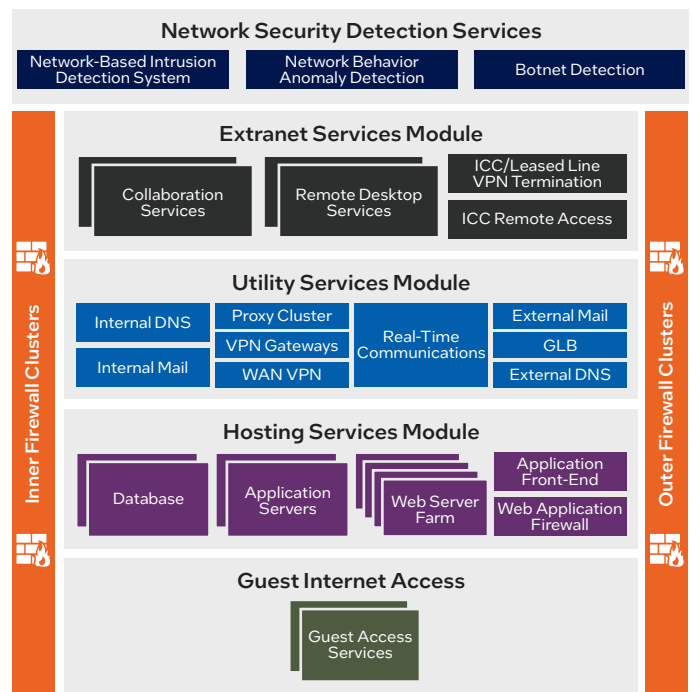 Network Security Detection Services
Network-Based Intrusion
Detection System
Network Behavior
Anomaly Detection
Botnet Detection
Inner Firewall Clusters
Extranet Services Module
Collaboration
Services
Remote Desktop
Services
ICC/Leased Line
VPN Termination
ICC Remote Access
Utility Services Module
Internal DNS
Internal Mail
Proxy Cluster
VPN Gateways
WAN VPN
Real-Time
Communications
External Mail
GLB
External DNS
Hosting Services Module
Database
Application
Servers
Web Server
Farm
Application
Front-End
Web Application
Firewall
Guest Internet Access
Guest Access
Services
Outer Firewall Clusters